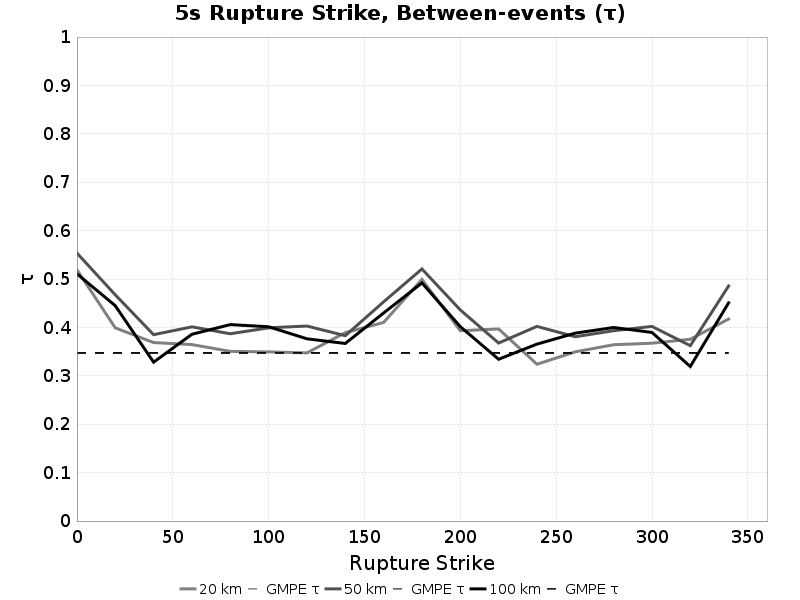 5s Rupture Strike, Between-events (τ)
1
0.9
0.8
0.7
0.6
0.5
0.4
0.3
0.2
0.1
0
τ
0 50 100 150 200 250 300 350
Rupture Strike
20 km GMPE τ 50 km GMPE τ 100 km GMPE τ